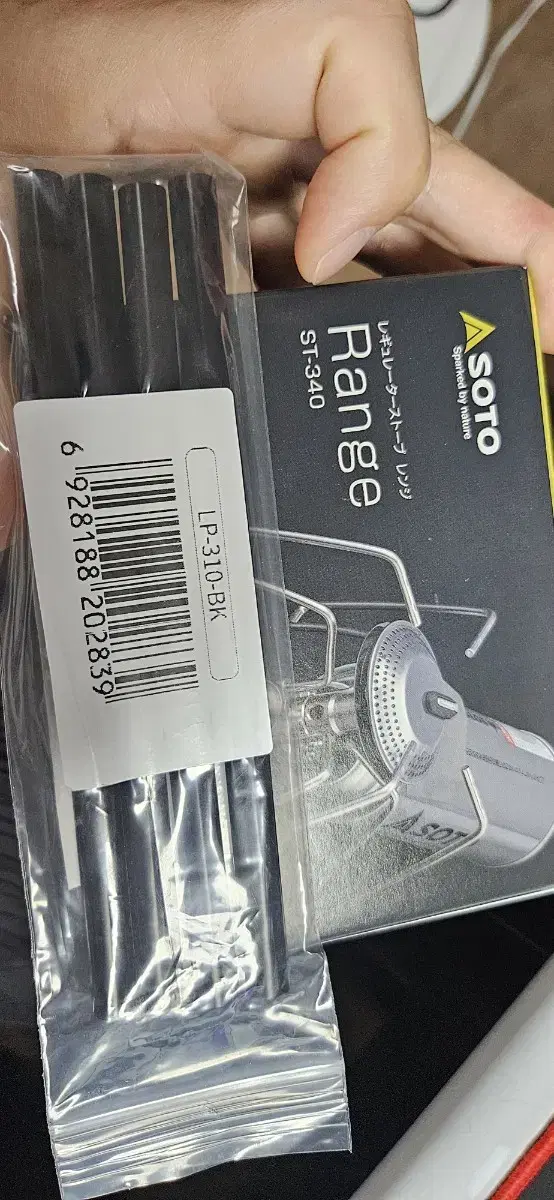 SOTO
Sparked by nature
レギュレーターストーブ レンジ
Range
ST-340
SOT
LP-310-BK
6 928188 202839